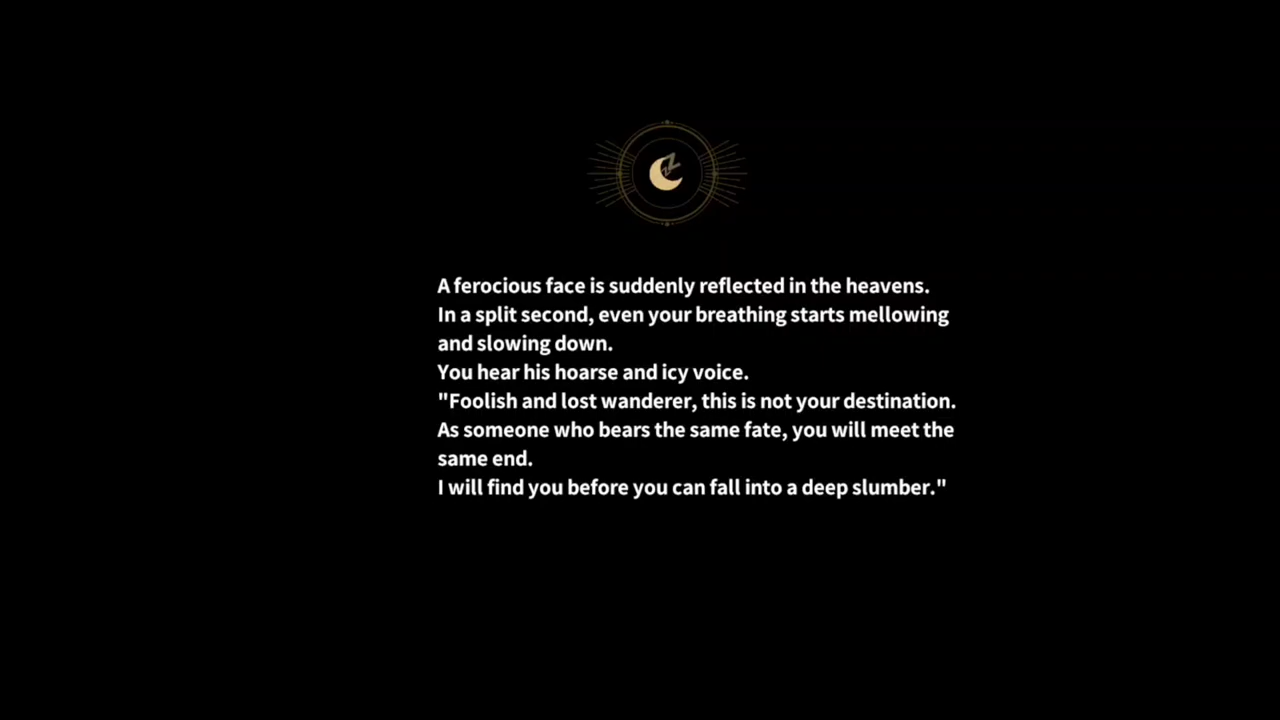 A ferocious face is suddenly reflected in the heavens.
In a split second, even your breathing starts mellowing
and slowing down.
You hear his hoarse and icy voice.
"Foolish and lost wanderer, this is not your destination.
As someone who bears the same fate, you will meet the
same end.
I will find you before you can fall into a deep slumber."